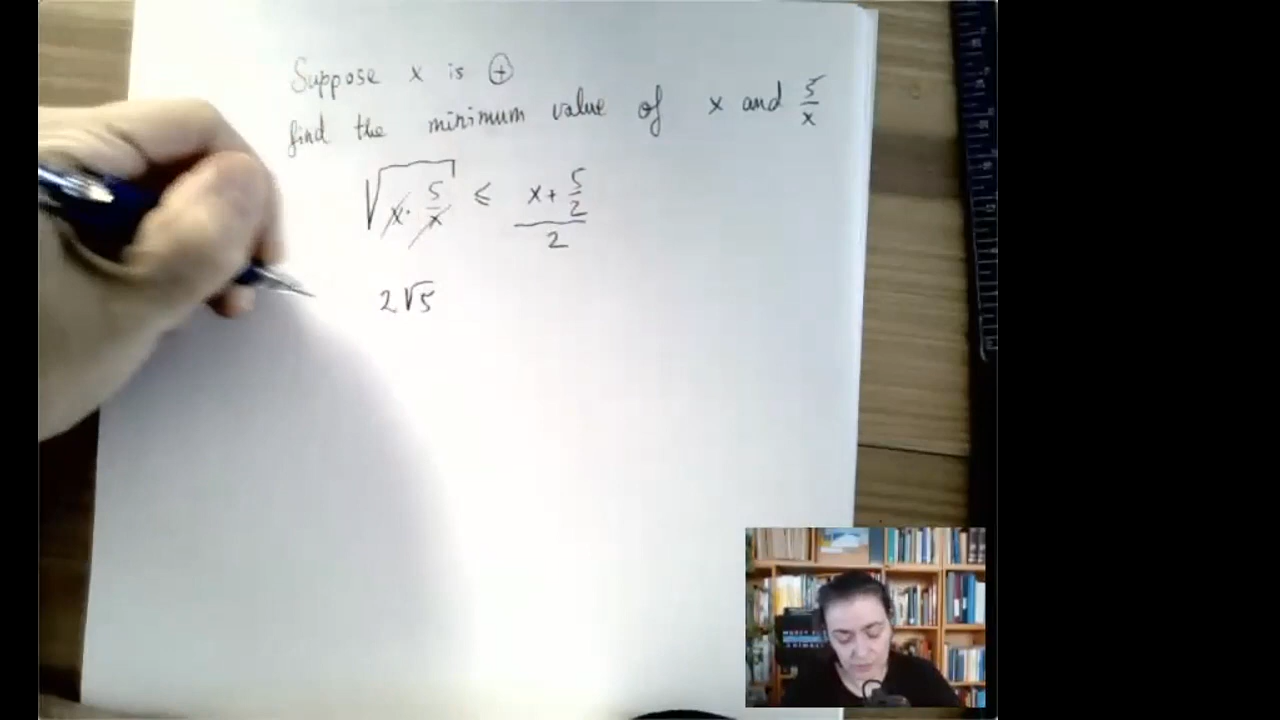 Suppose x is ⊕
find the minimum value of x and 5/x
√(x · 5/x) ≤ (x + 5/2)/2
2√5